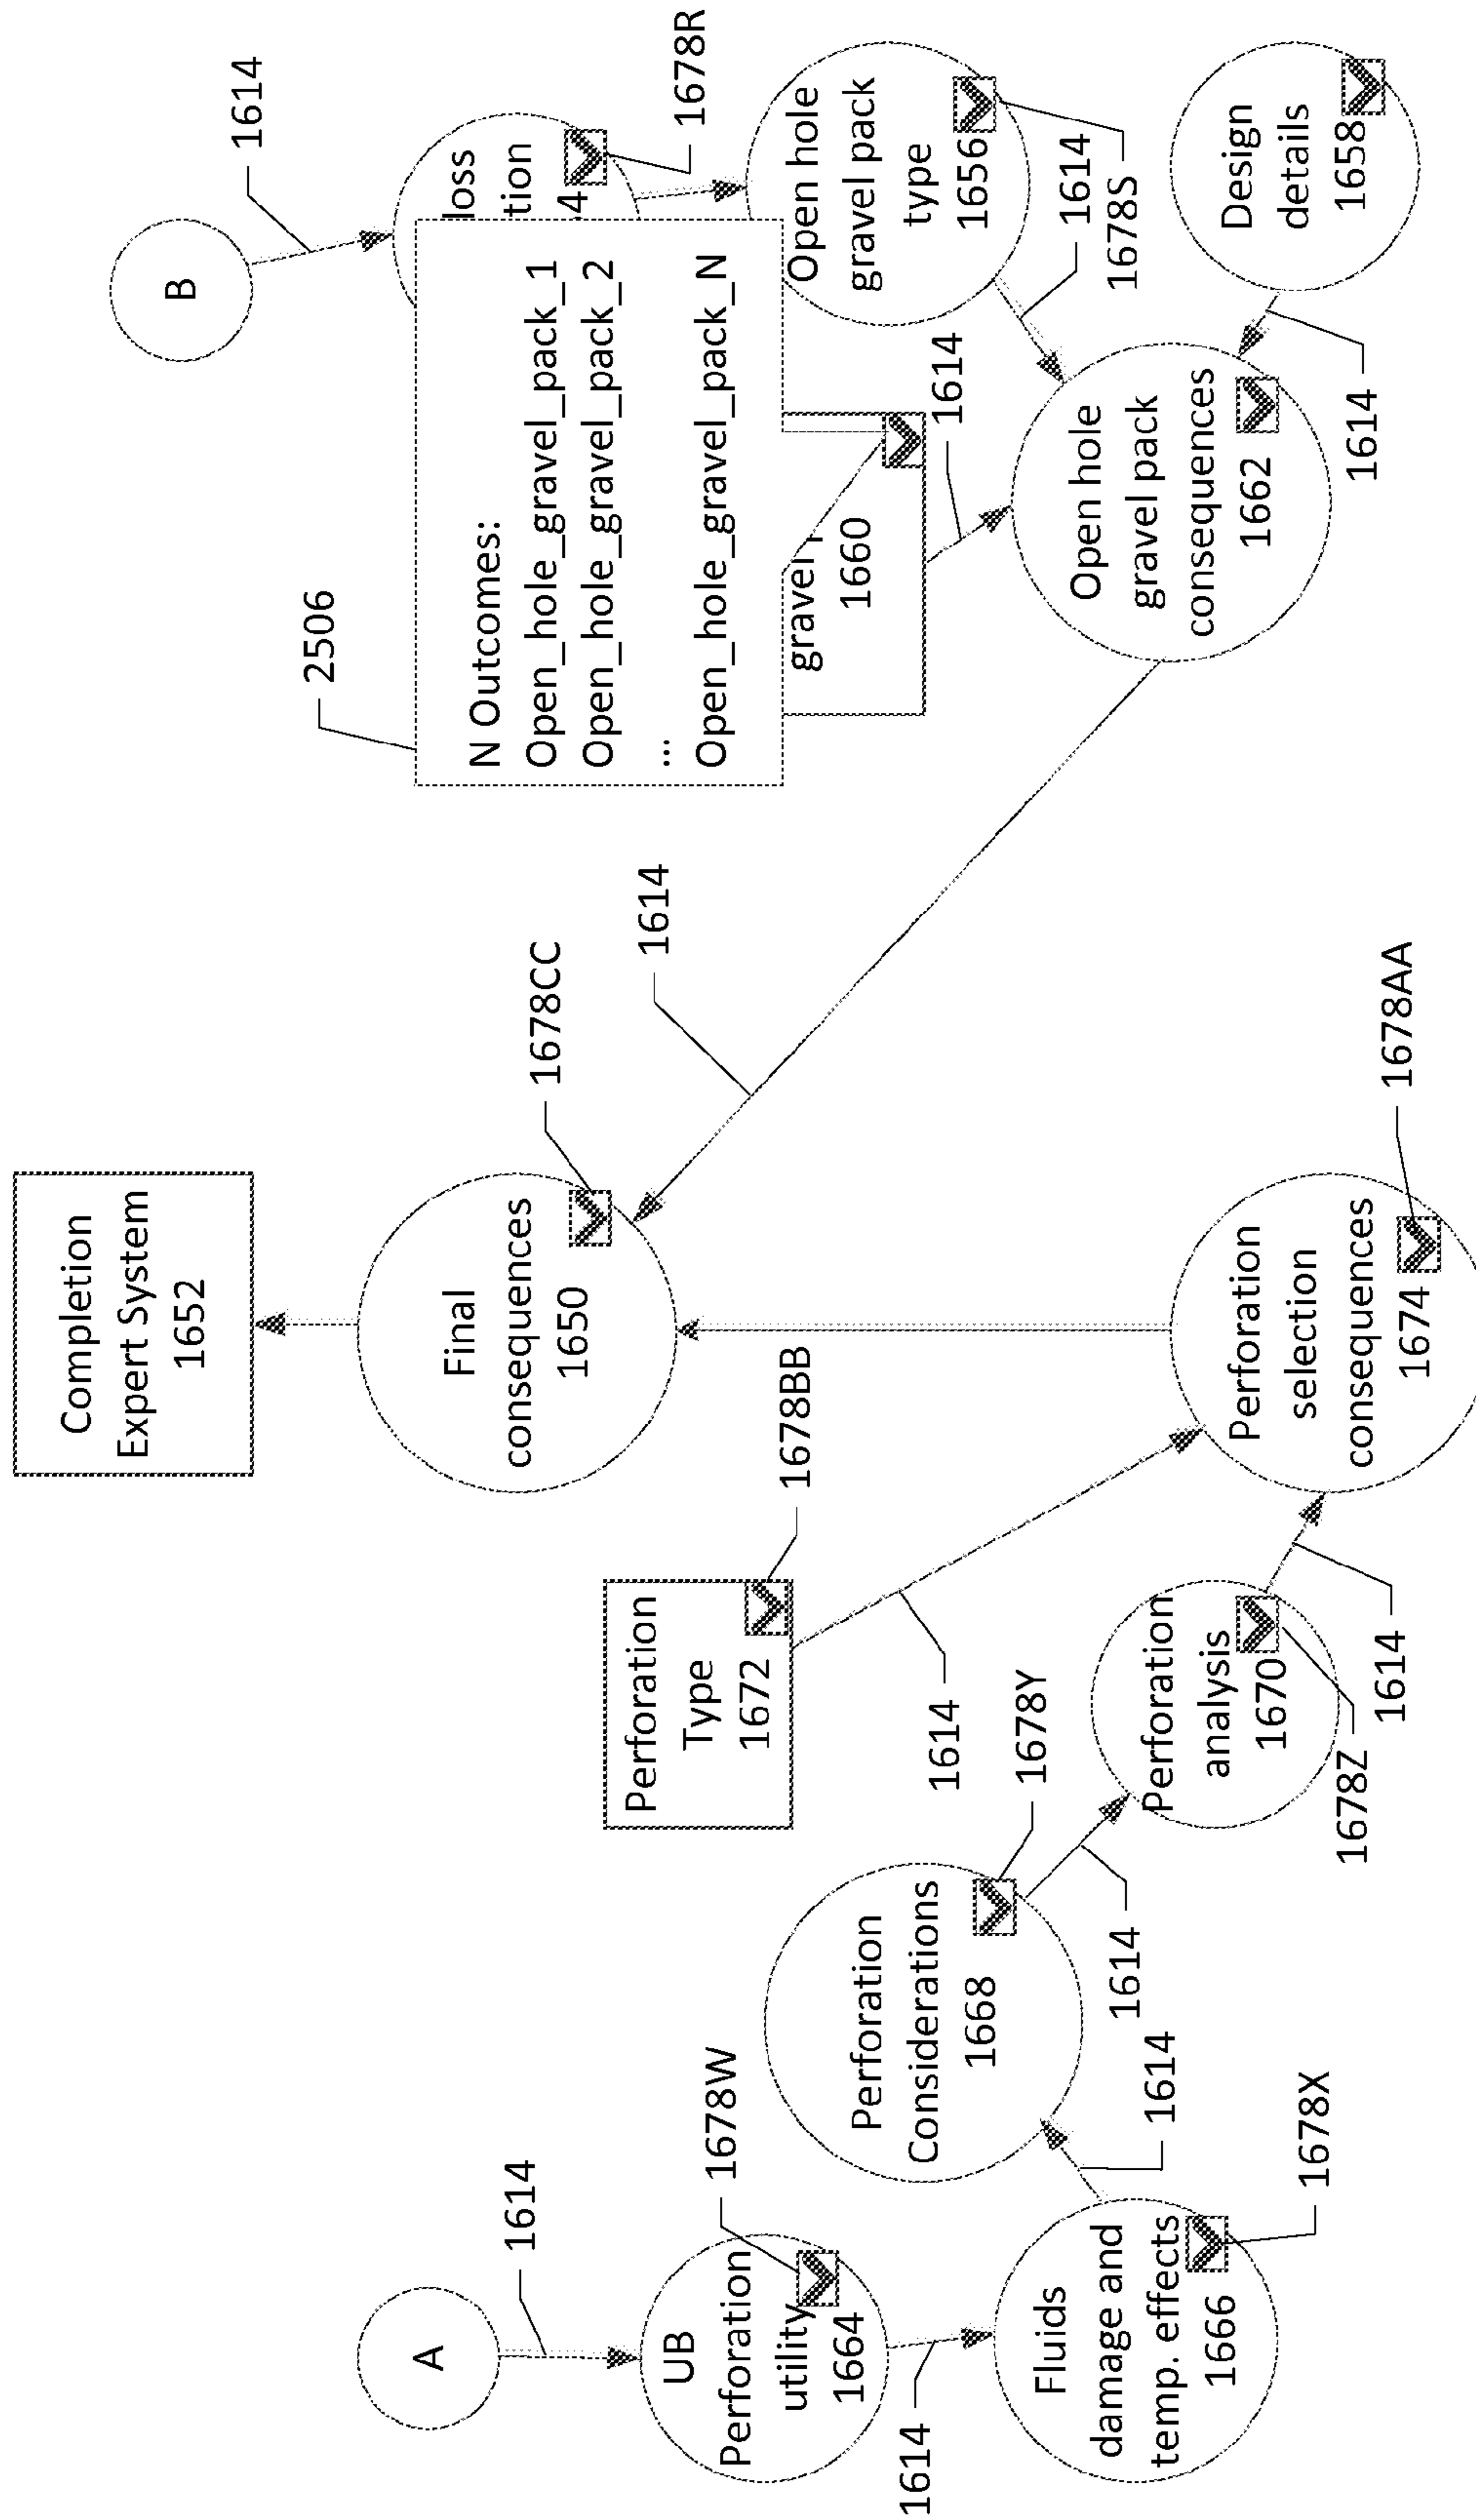 Completion
Expert System
1652
Final
consequences
1650
1678CC
1614
2506
N Outcomes:
Open_hole_gravel_pack_1
Open_hole_gravel_pack_2
...
Open_hole_gravel_pack_N
B
1614
loss
tion
4
1678R
Open hole
gravel pack
type
1656
1614
1678S
gravel
1660
1614
Open hole
gravel pack
consequences
1662
Design
details
1658
1614
A
1614
UB
Perforation
utility
1664
1678W
1614
Fluids
damage and
temp. effects
1666
1678X
1614
Perforation
Considerations
1668
1678Y
1614
Perforation
Type
1672
1678BB
1614
Perforation
analysis
1670
1678Z
1614
Perforation
selection
consequences
1674
1678AA